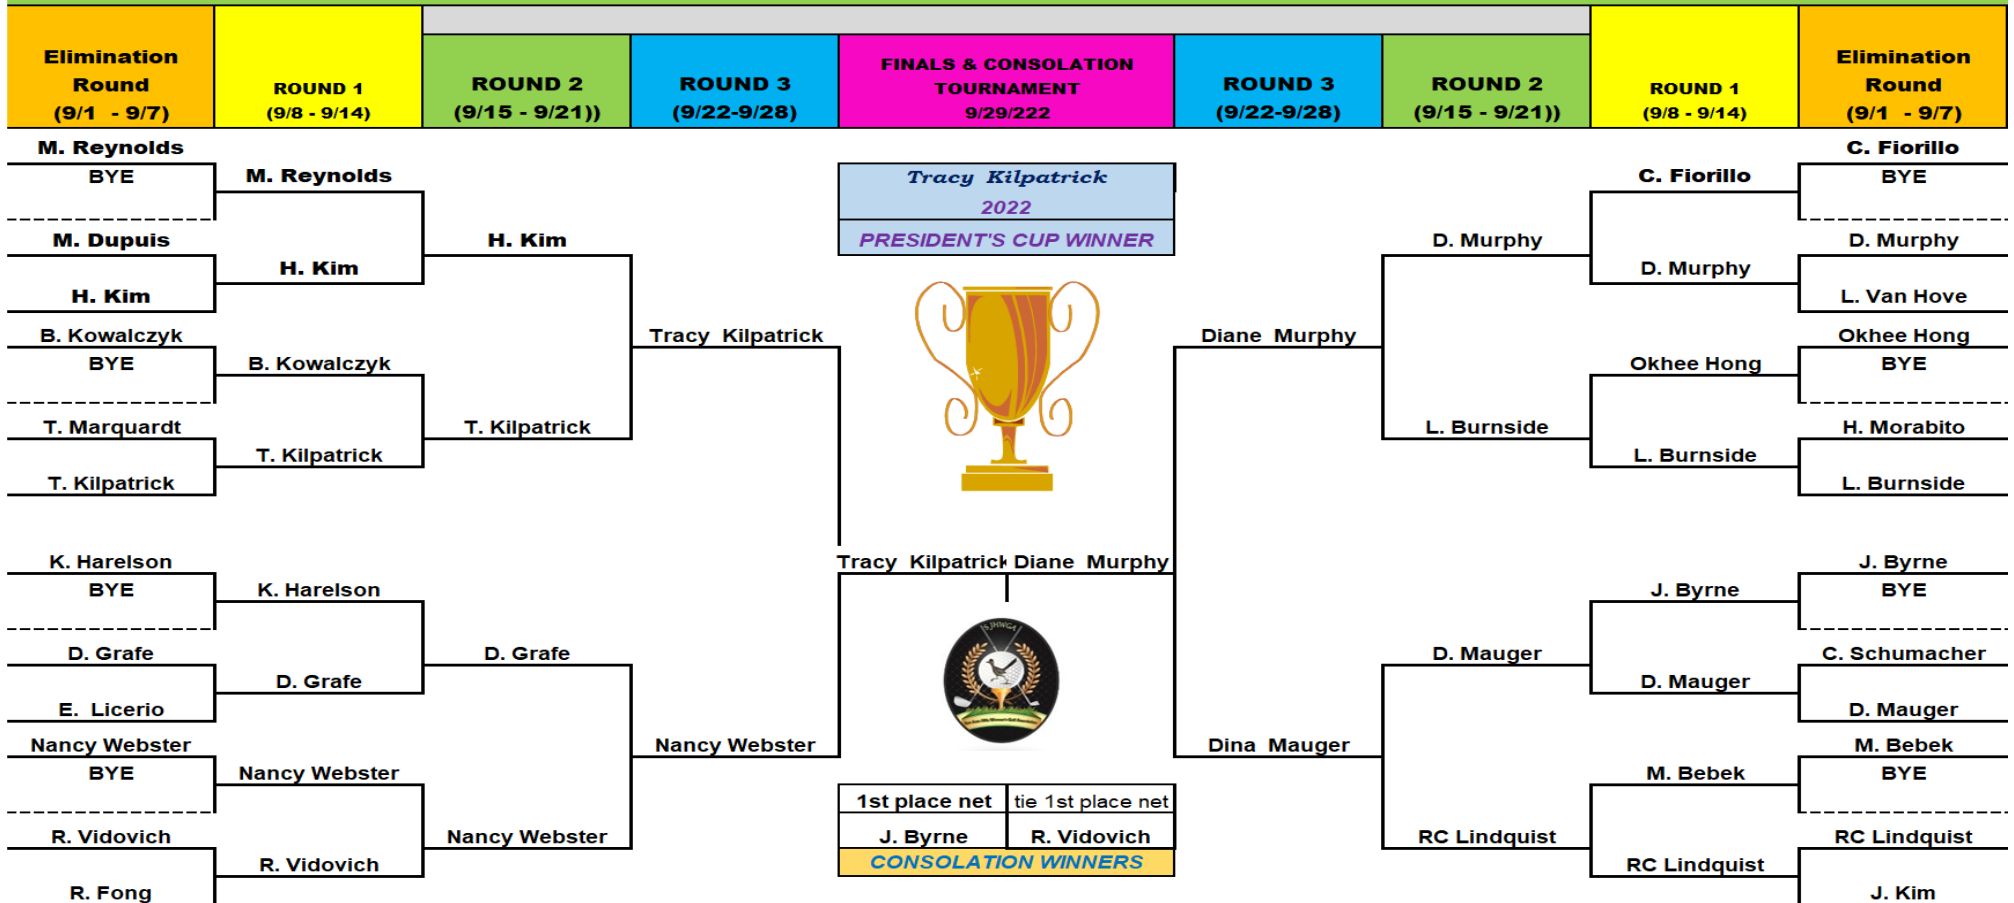 Elimination
Round
(9/1 - 9/7)
ROUND 1
(9/8 - 9/14)
ROUND 2
(9/15 - 9/21))
ROUND 3
(9/22-9/28)
FINALS & CONSOLATION
TOURNAMENT
9/29/222
ROUND 3
(9/22-9/28)
ROUND 2
(9/15 - 9/21))
ROUND 1
(9/8 - 9/14)
Elimination
Round
(9/1 - 9/7)
M. Reynolds
BYE
M. Dupuis
H. Kim
B. Kowalczyk
BYE
T. Marquardt
T. Kilpatrick
K. Harelson
BYE
D. Grafe
E. Licerio
Nancy Webster
BYE
R. Vidovich
R. Fong
M. Reynolds
H. Kim
B. Kowalczyk
T. Kilpatrick
K. Harelson
D. Grafe
Nancy Webster
R. Vidovich
H. Kim
T. Kilpatrick
D. Grafe
Nancy Webster
Tracy Kilpatrick
Nancy Webster
Tracy Kilpatrick
2022
PRESIDENT'S CUP WINNER
Tracy Kilpatrick
Diane Murphy
SJHWGA
1st place net
tie 1st place net
J. Byrne
R. Vidovich
CONSOLATION WINNERS
Diane Murphy
Dina Mauger
D. Murphy
L. Burnside
D. Mauger
RC Lindquist
C. Fiorillo
D. Murphy
Okhee Hong
L. Burnside
J. Byrne
D. Mauger
M. Bebek
RC Lindquist
C. Fiorillo
BYE
D. Murphy
L. Van Hove
Okhee Hong
BYE
H. Morabito
L. Burnside
J. Byrne
BYE
C. Schumacher
D. Mauger
M. Bebek
BYE
RC Lindquist
J. Kim